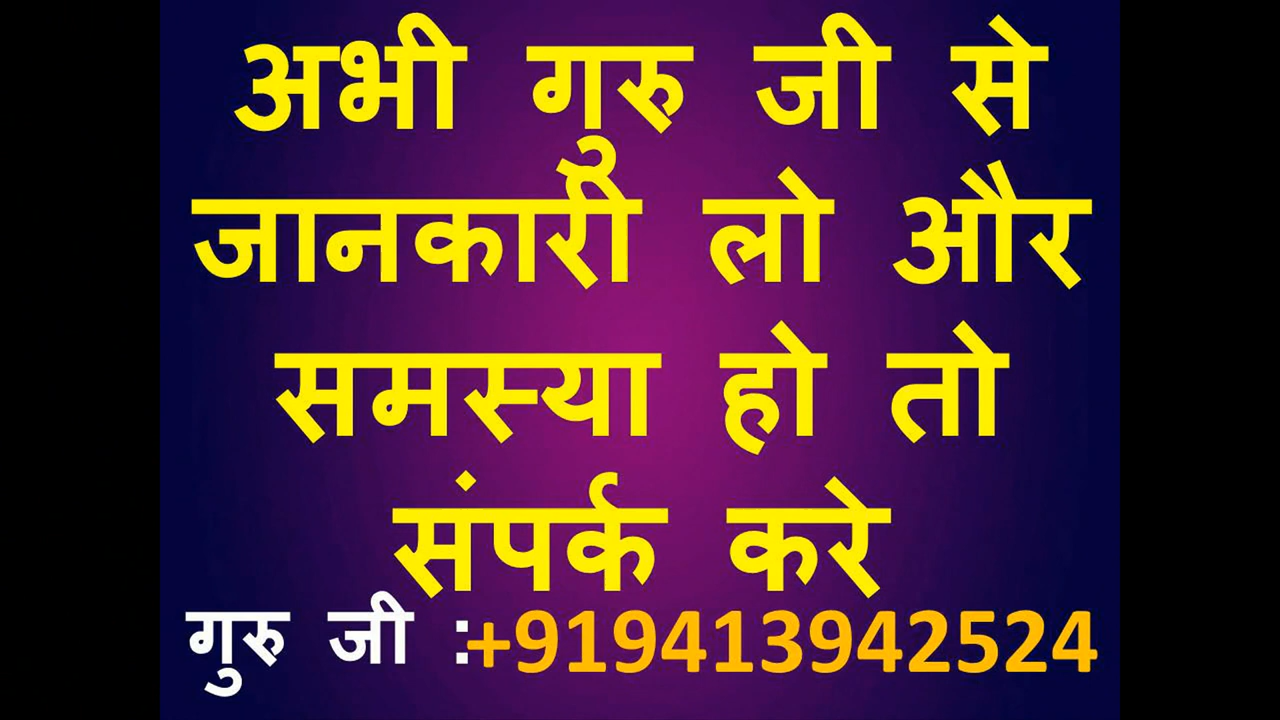 अभी गुरु जी से
जानकारी लो और
समस्या हो तो
संपर्क करे
गुरु जी :+919413942524